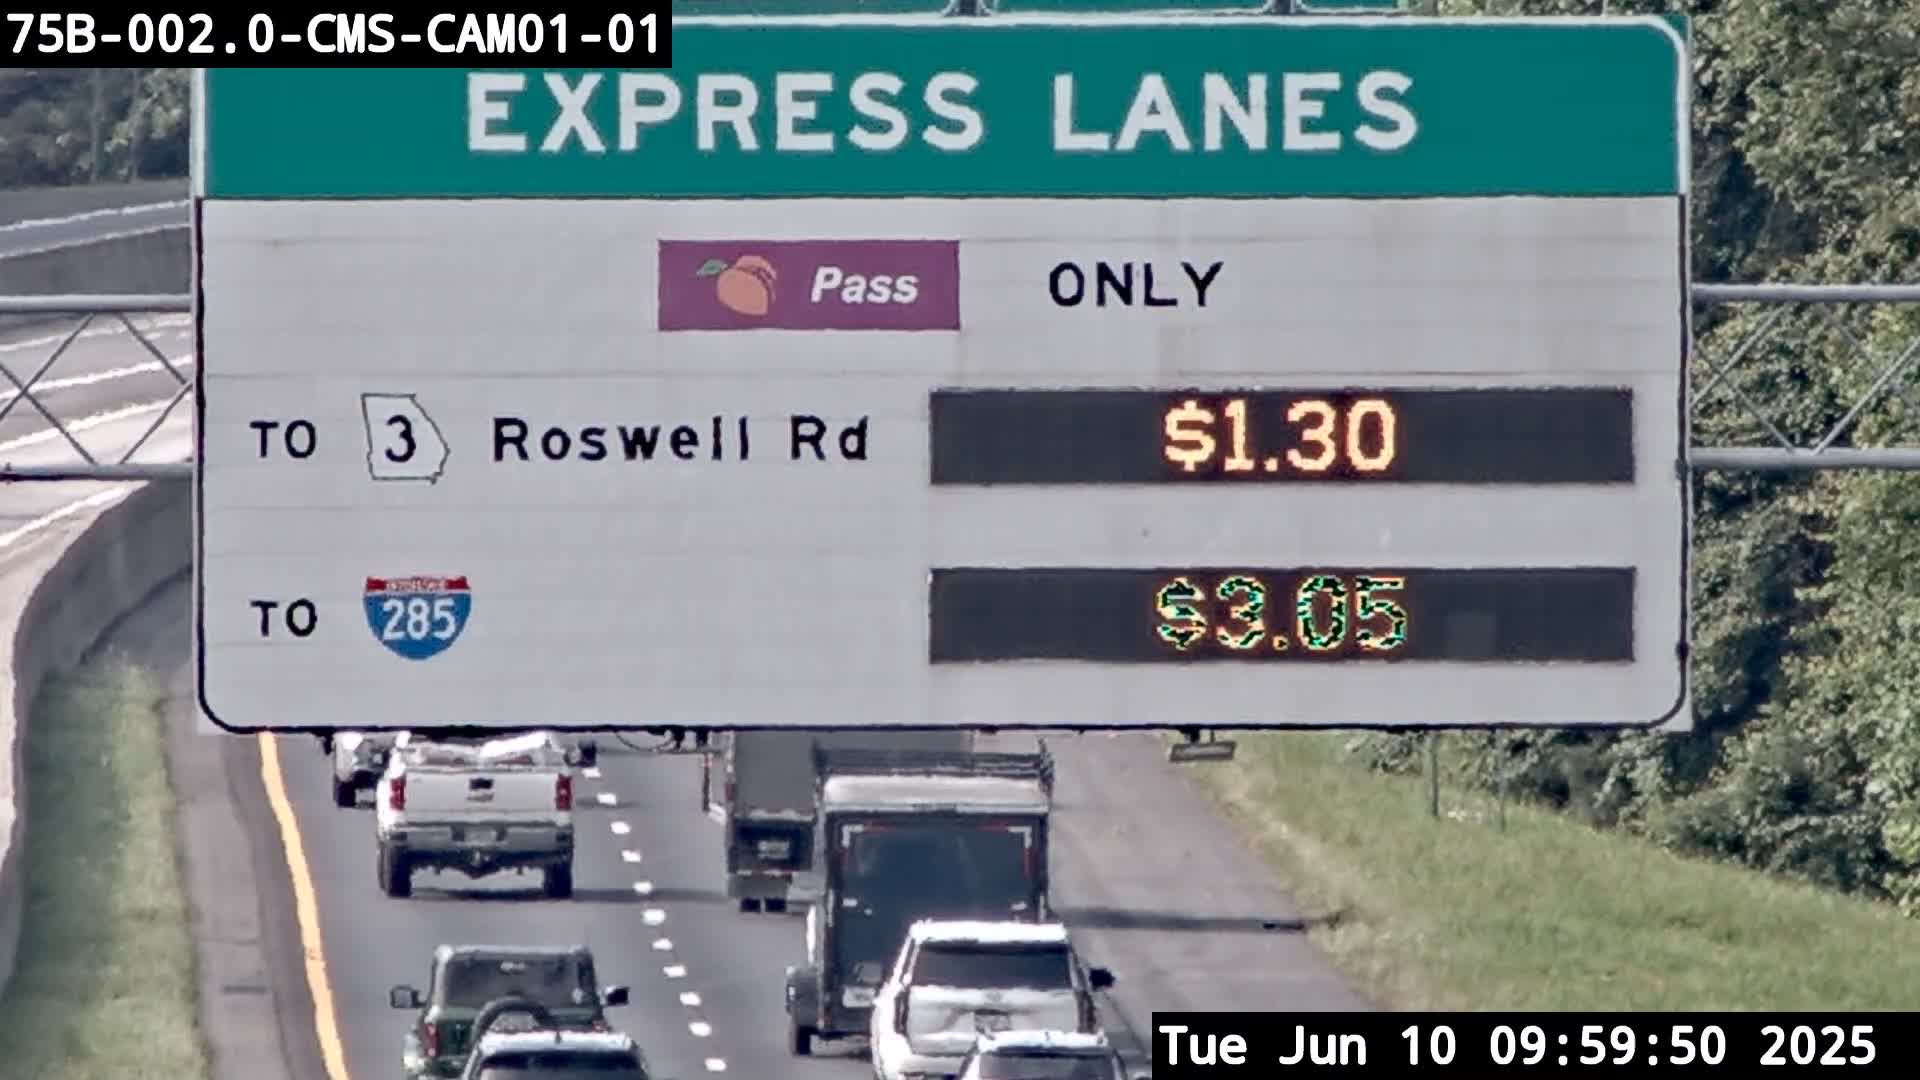 75B-002.0-CMS-CAM01-01
EXPRESS LANES
Pass ONLY
TO 3 Roswell Rd $1.30
TO 285 $3.05
Tue Jun 10 09:59:50 2025